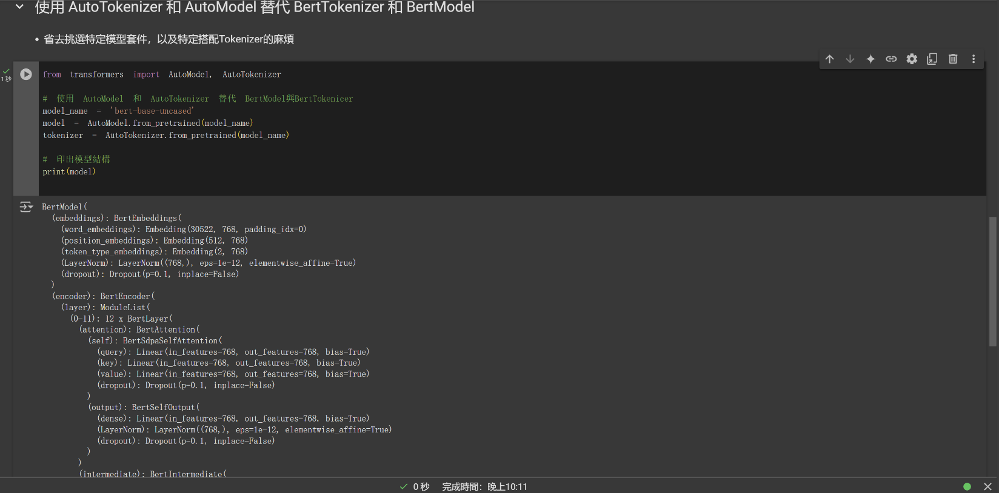 使用 AutoTokenizer 和 AutoModel 替代 BertTokenizer 和 BertModel
• 省去挑選特定模型套件，以及特定搭配Tokenizer的麻煩
1秒
from transformers import AutoModel, AutoTokenizer
# 使用 AutoModel 和 AutoTokenizer 替代 BertModel與BertTokenicer
model_name = 'bert-base-uncased'
model = AutoModel.from_pretrained(model_name)
tokenizer = AutoTokenizer.from_pretrained(model_name)
# 印出模型結構
print(model)
BertModel(
(embeddings): BertEmbeddings(
(word_embeddings): Embedding(30522, 768, padding_idx=0)
(position_embeddings): Embedding(512, 768)
(token_type_embeddings): Embedding(2, 768)
(LayerNorm): LayerNorm((768,), eps=1e-12, elementwise_affine=True)
(dropout): Dropout(p=0.1, inplace=False)
)
(encoder): BertEncoder(
(layer): ModuleList(
(0-11): 12 x BertLayer(
(attention): BertAttention(
(self): BertSdpaSelfAttention(
(query): Linear(in_features=768, out_features=768, bias=True)
(key): Linear(in_features=768, out_features=768, bias=True)
(value): Linear(in_features=768, out_features=768, bias=True)
(dropout): Dropout(p=0.1, inplace=False)
)
(output): BertSelfOutput(
(dense): Linear(in_features=768, out_features=768, bias=True)
(LayerNorm): LayerNorm((768,), eps=1e-12, elementwise_affine=True)
(dropout): Dropout(p=0.1, inplace=False)
)
)
(intermediate): BertIntermediate(
0 秒 完成時間：晚上10:11